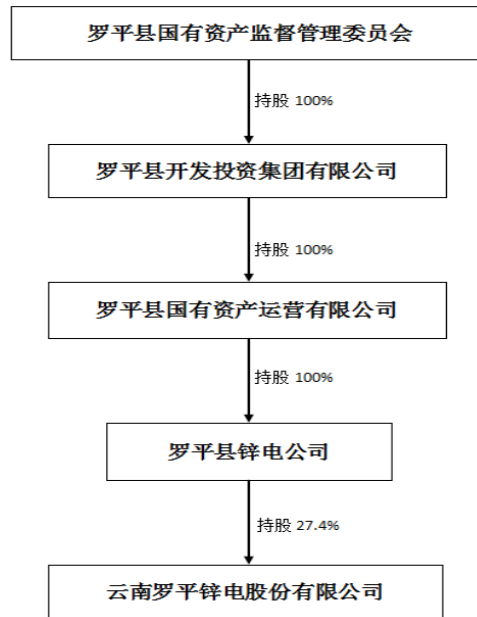 罗平县国有资产监督管理委员会
持股 100%
罗平县开发投资集团有限公司
持股 100%
罗平县国有资产运营有限公司
持股 100%
罗平县锌电公司
持股 27.4%
云南罗平锌电股份有限公司